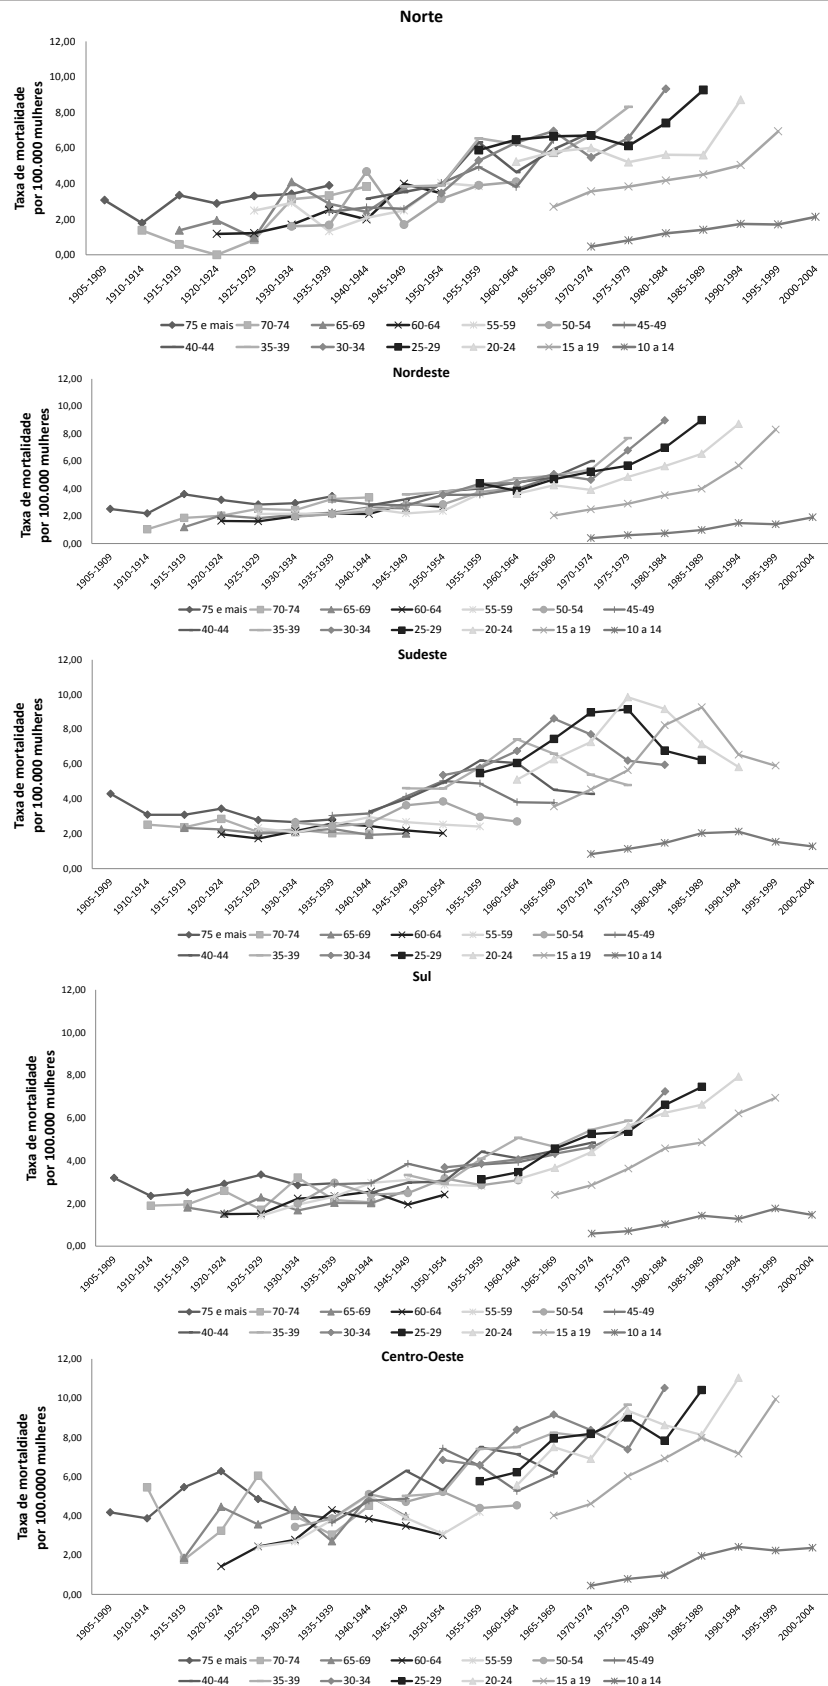 Norte
Taxa de mortalidade
por 100.000 mulheres
12,00
10,00
8,00
6,00
4,00
2,00
0,00
1905-1909 1910-1914 1915-1919 1920-1924 1925-1929 1930-1934 1935-1939 1940-1944 1945-1949 1950-1954 1955-1959 1960-1964 1965-1969 1970-1974 1975-1979 1980-1984 1985-1989 1990-1994 1995-1999 2000-2004
75 e mais 70-74 65-69 60-64 55-59 50-54 45-49
40-44 35-39 30-34 25-29 20-24 15 a 19 10 a 14
Nordeste
Taxa de mortalidade
por 100.000 mulheres
12,00
10,00
8,00
6,00
4,00
2,00
0,00
1905-1909 1910-1914 1915-1919 1920-1924 1925-1929 1930-1934 1935-1939 1940-1944 1945-1949 1950-1954 1955-1959 1960-1964 1965-1969 1970-1974 1975-1979 1980-1984 1985-1989 1990-1994 1995-1999 2000-2004
75 e mais 70-74 65-69 60-64 55-59 50-54 45-49
40-44 35-39 30-34 25-29 20-24 15 a 19 10 a 14
Sudeste
Taxa de mortalidade
por 100.000 mulheres
12,00
10,00
8,00
6,00
4,00
2,00
0,00
1905-1909 1910-1914 1915-1919 1920-1924 1925-1929 1930-1934 1935-1939 1940-1944 1945-1949 1950-1954 1955-1959 1960-1964 1965-1969 1970-1974 1975-1979 1980-1984 1985-1989 1990-1994 1995-1999 2000-2004
75 e mais 70-74 65-69 60-64 55-59 50-54 45-49
40-44 35-39 30-34 25-29 20-24 15 a 19 10 a 14
Sul
Taxa de mortalidade
por 100.000 mulheres
12,00
10,00
8,00
6,00
4,00
2,00
0,00
1905-1909 1910-1914 1915-1919 1920-1924 1925-1929 1930-1934 1935-1939 1940-1944 1945-1949 1950-1954 1955-1959 1960-1964 1965-1969 1970-1974 1975-1979 1980-1984 1985-1989 1990-1994 1995-1999 2000-2004
75 e mais 70-74 65-69 60-64 55-59 50-54 45-49
40-44 35-39 30-34 25-29 20-24 15 a 19 10 a 14
Centro-Oeste
Taxa de mortaldiade
por 100.0000 mulheres
12,00
10,00
8,00
6,00
4,00
2,00
0,00
1905-1909 1910-1914 1915-1919 1920-1924 1925-1929 1930-1934 1935-1939 1940-1944 1945-1949 1950-1954 1955-1959 1960-1964 1965-1969 1970-1974 1975-1979 1980-1984 1985-1989 1990-1994 1995-1999 2000-2004
75 e mais 70-74 65-69 60-64 55-59 50-54 45-49
40-44 35-39 30-34 25-29 20-24 15 a 19 10 a 14